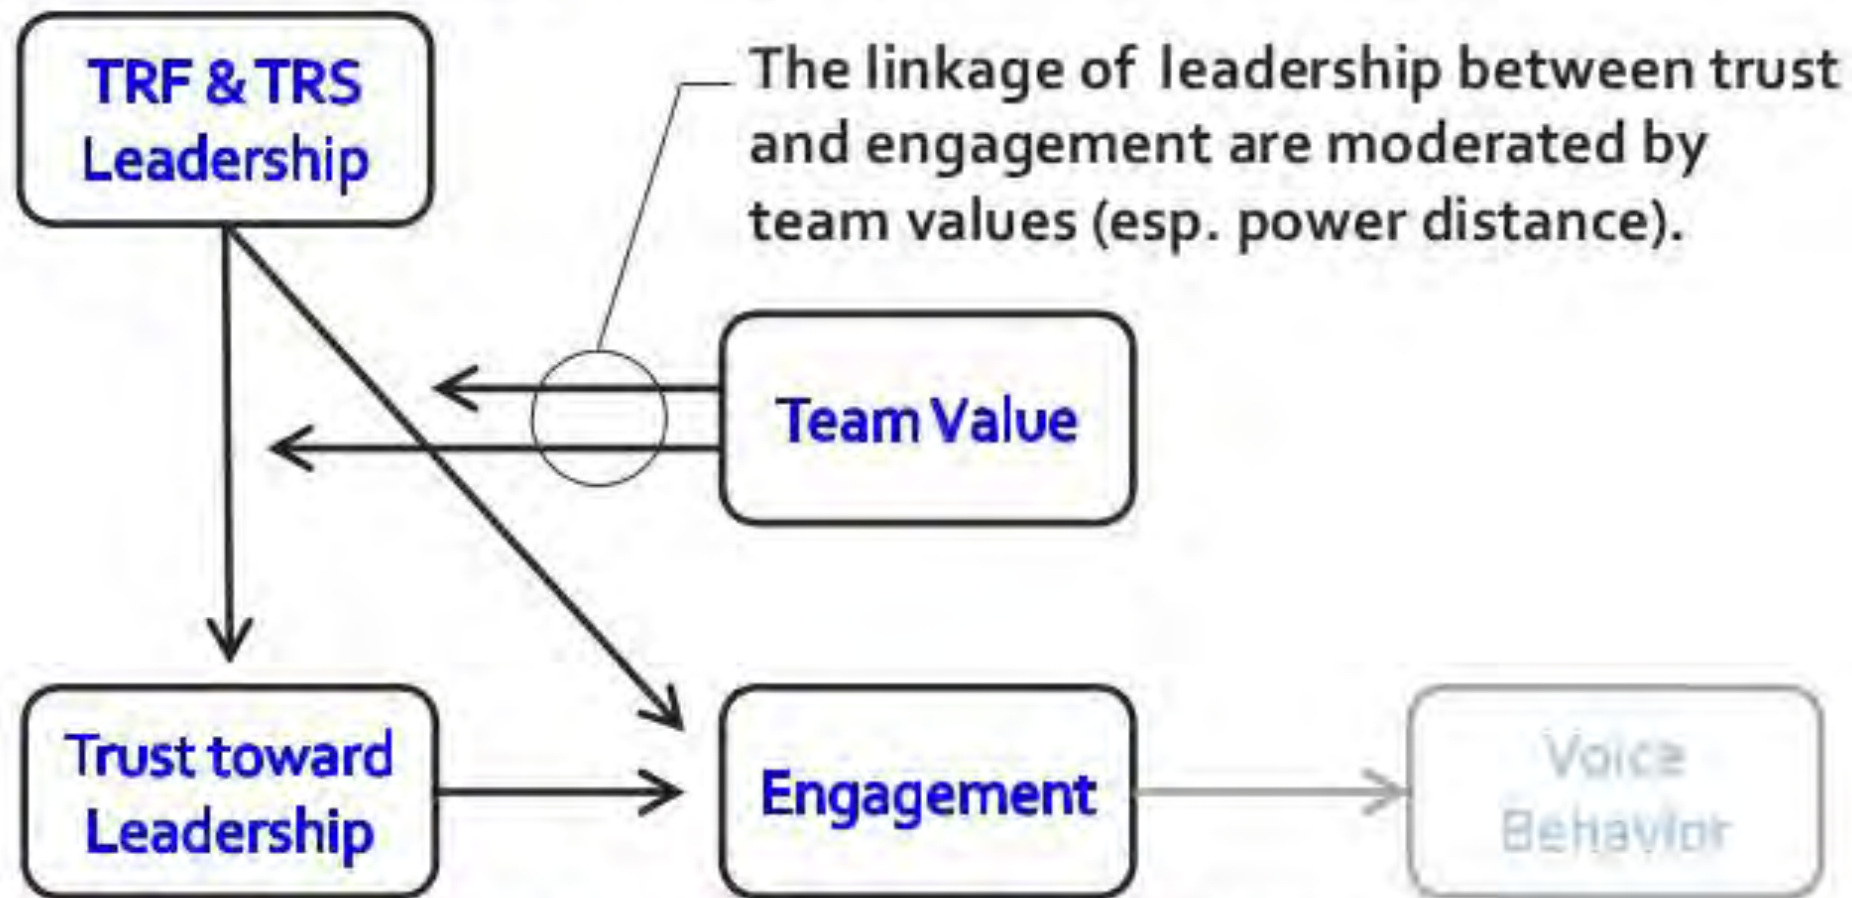 TRF & TRS
Leadership
The linkage of leadership between trust
and engagement are moderated by
team values (esp. power distance).
Team Value
Trust toward
Leadership
Engagement
Voice
Behavior